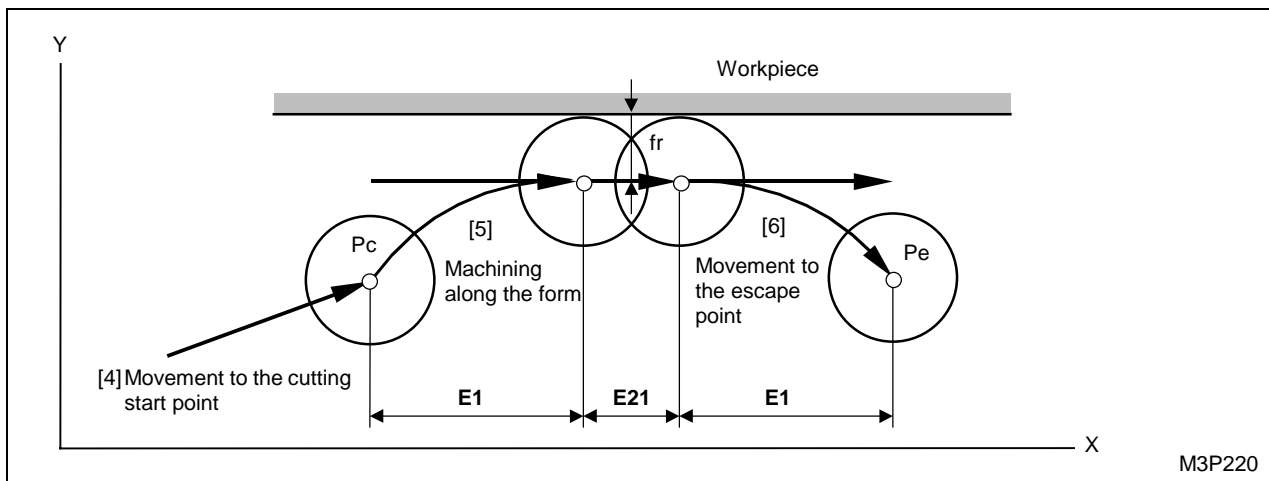 Y
Workpiece
fr
[5]
[6]
Pc
Pe
Machining
along the form
Movement to
the escape
point
[4] Movement to the cutting
start point
E1
E21
E1
X
M3P220